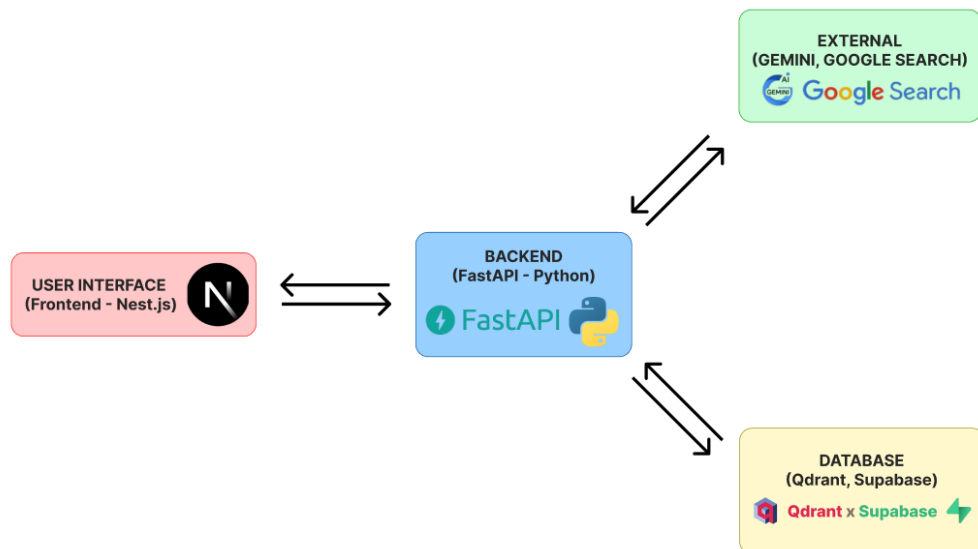 EXTERNAL
(GEMINI, GOOGLE SEARCH)
Ai
GEMINI
Google Search
BACKEND
(FastAPI - Python)
FastAPI
USER INTERFACE
(Frontend - Nest.js)
N
DATABASE
(Qdrant, Supabase)
Qdrant x Supabase